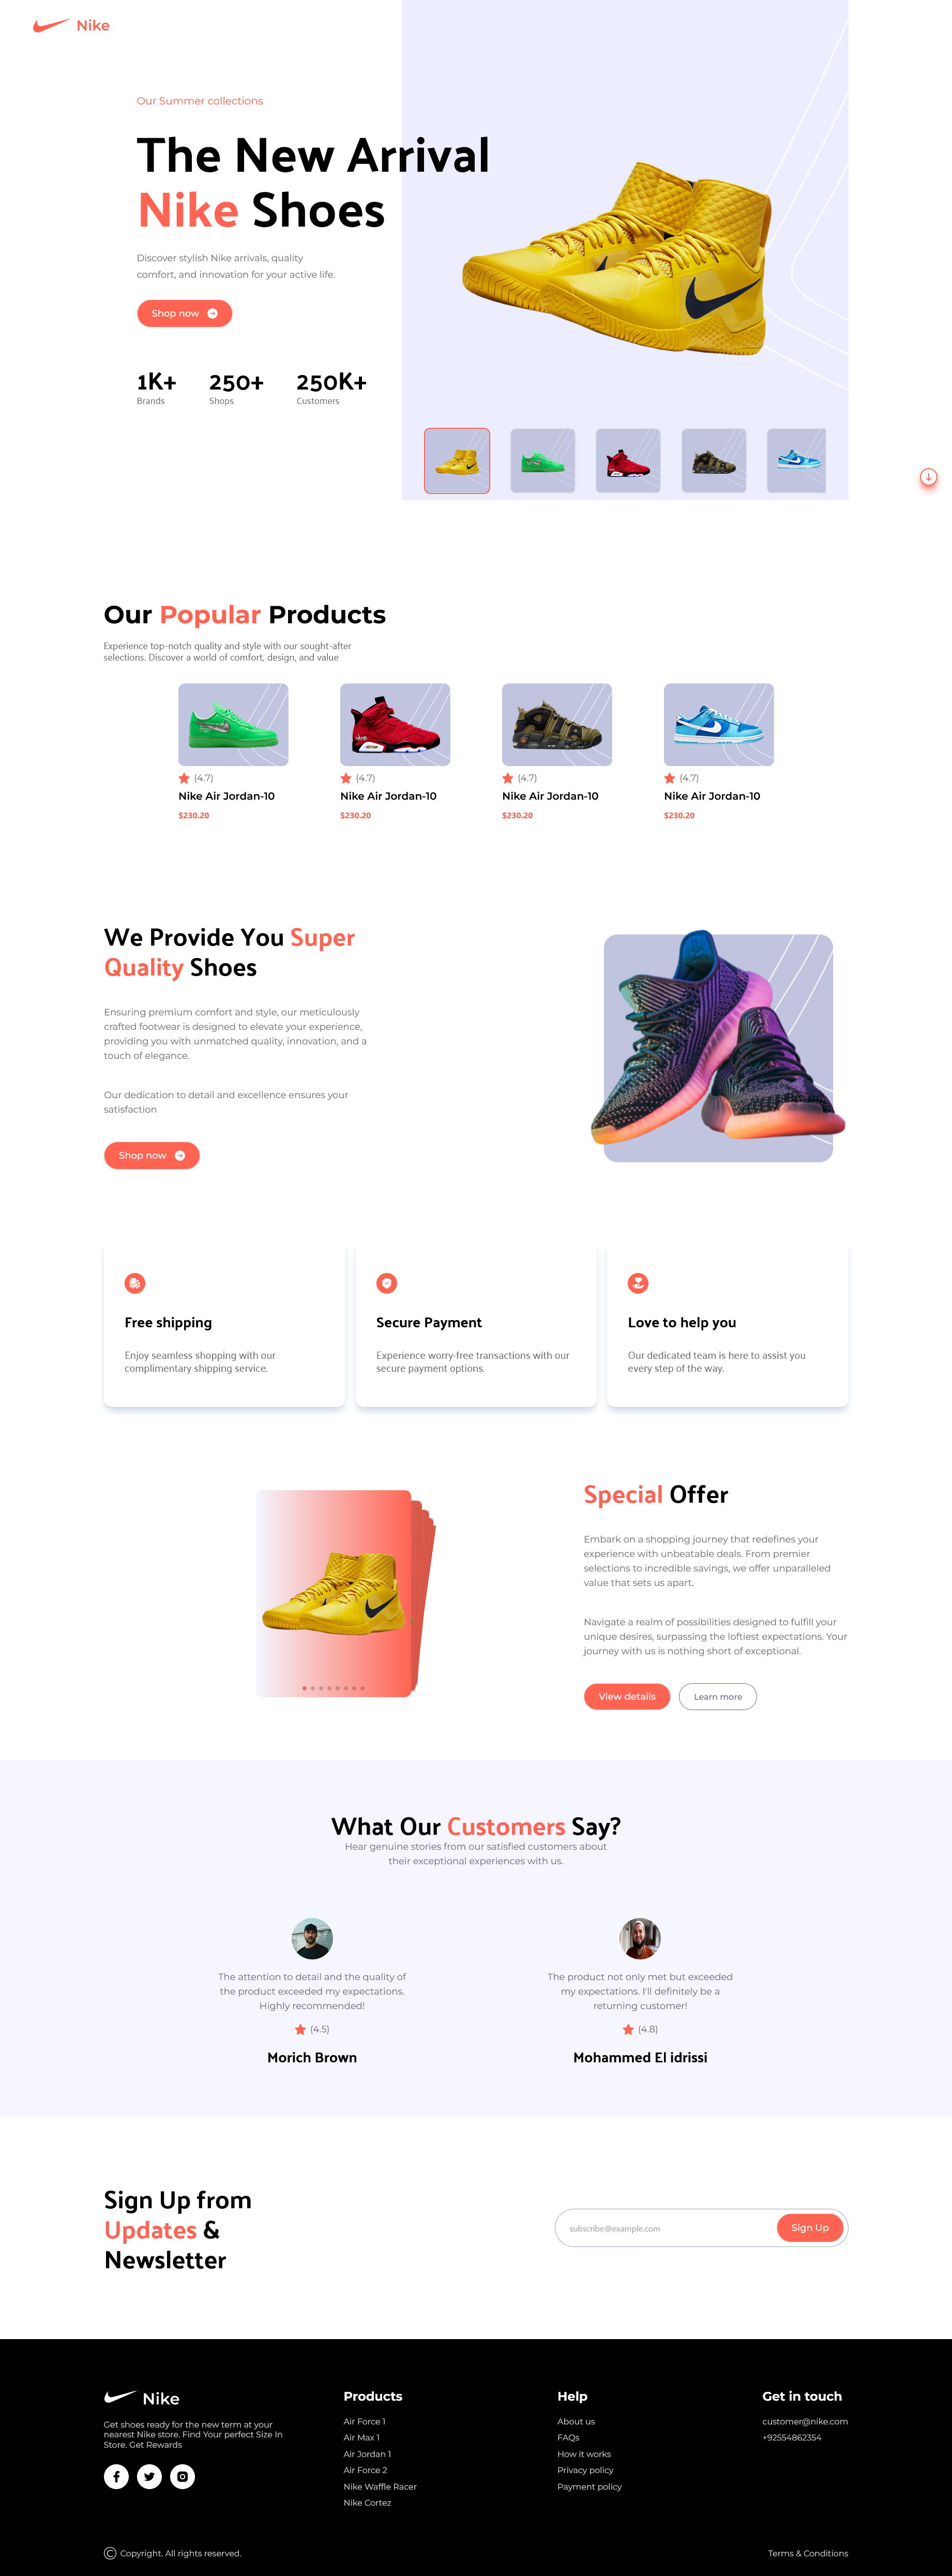 Nike
Our Summer collections
The New Arrival
Nike Shoes
Discover stylish Nike arrivals, quality
comfort, and innovation for your active life.
Shop now
1K+ 250+ 250K+
Brands Shops Customers
Our Popular Products
Experience top-notch quality and style with our sought-after
selections. Discover a world of comfort, design, and value
(4.7) (4.7) (4.7) (4.7)
Nike Air Jordan-10 Nike Air Jordan-10 Nike Air Jordan-10 Nike Air Jordan-10
$230.20 $230.20 $230.20 $230.20
We Provide You Super
Quality Shoes
Ensuring premium comfort and style, our meticulously
crafted footwear is designed to elevate your experience,
providing you with unmatched quality, innovation, and a
touch of elegance.
Our dedication to detail and excellence ensures your
satisfaction
Shop now
Free shipping
Enjoy seamless shopping with our
complimentary shipping service.
Secure Payment
Experience worry-free transactions with our
secure payment options.
Love to help you
Our dedicated team is here to assist you
every step of the way.
Special Offer
Embark on a shopping journey that redefines your
experience with unbeatable deals. From premier
selections to incredible savings, we offer unparalleled
value that sets us apart.
Navigate a realm of possibilities designed to fulfill your
unique desires, surpassing the loftiest expectations. Your
journey with us is nothing short of exceptional.
View details Learn more
What Our Customers Say?
Hear genuine stories from our satisfied customers about
their exceptional experiences with us.
The attention to detail and the quality of
the product exceeded my expectations.
Highly recommended!
(4.5)
Morich Brown
The product not only met but exceeded
my expectations. I'll definitely be a
returning customer!
(4.8)
Mohammed El idrissi
Sign Up from
Updates &
Newsletter
subscribe@example.com Sign Up
Nike
Get shoes ready for the new term at your
nearest Nike store. Find Your perfect Size In
Store. Get Rewards
Products
Air Force 1
Air Max 1
Air Jordan 1
Air Force 2
Nike Waffle Racer
Nike Cortez
Help
About us
FAQs
How it works
Privacy policy
Payment policy
Get in touch
customer@nike.com
+92554862354
© Copyright. All rights reserved.
Terms & Conditions